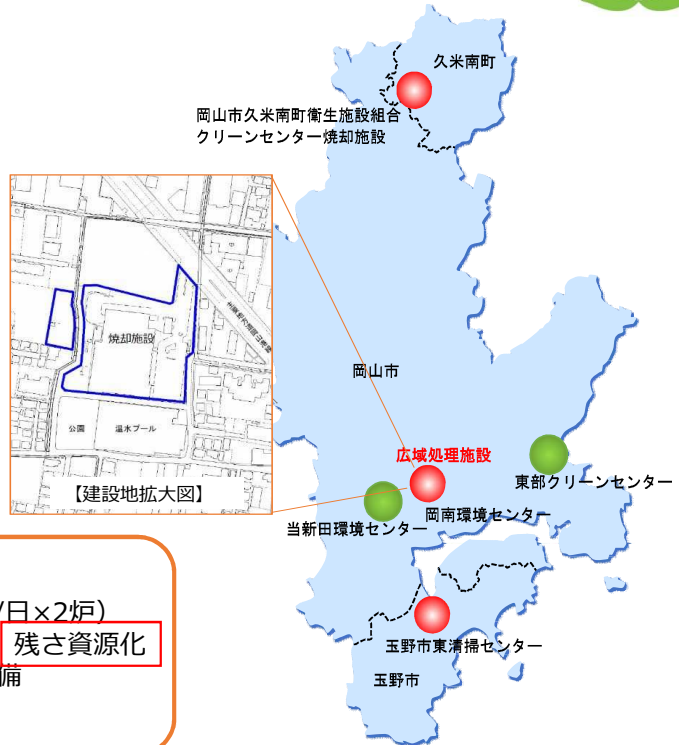 久米南町
岡山市久米南町衛生施設組合
クリーンセンター焼却施設
焼却施設
公園
温水プール
【建設地拡大図】
岡山市
広域処理施設
東部クリーンセンター
岡南環境センター
当新田環境センター
玉野市東清掃センター
玉野市
/日×2炉)
残さ資源化
備